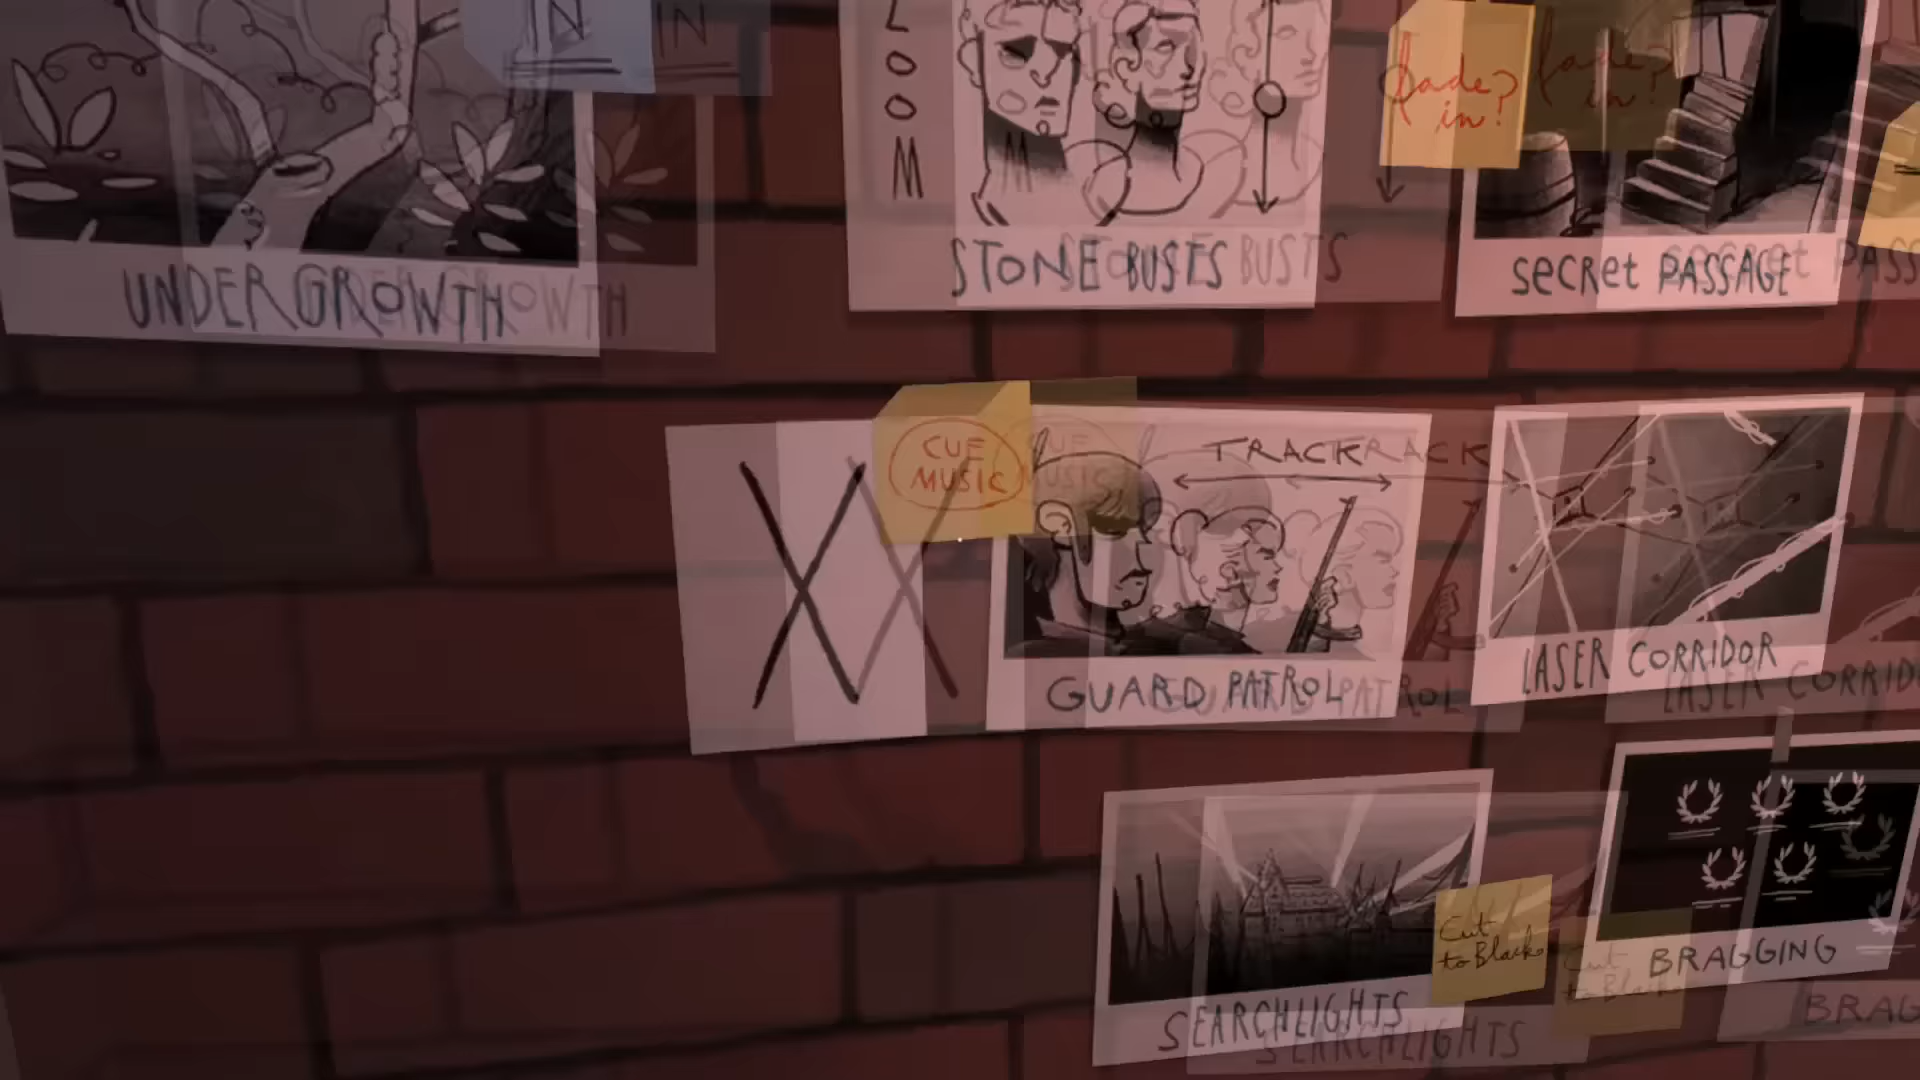 IN
LOOM
fade?
in!
UNDERGROWTH
STONE BUSTS
SECRET PASSAGE
CUE
MUSIC
TRACK
GUARD PATROL
LASER CORRIDOR
Cut
to Black
SEARCHLIGHTS
BRAGGING